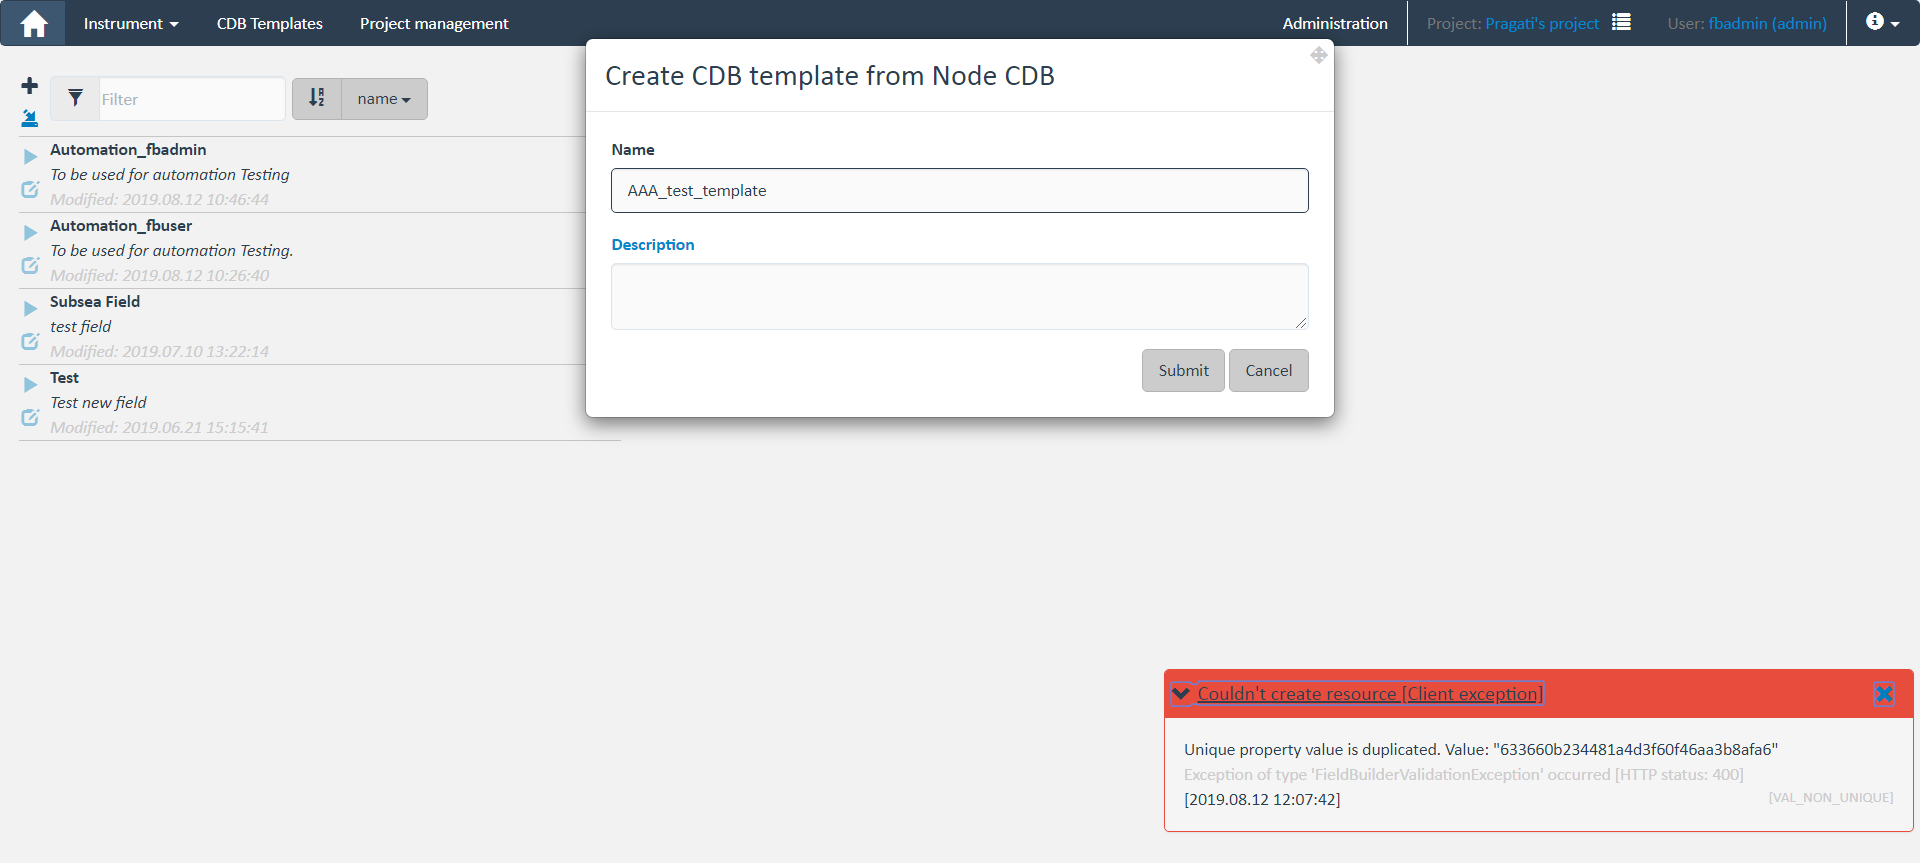 Instrument CDB Templates Project management Administration Project: Pragati's project User: fbadmin (admin)
Filter name
Automation_fbadmin
To be used for automation Testing
Modified: 2019.08.12 10:46:44
Automation_fbuser
To be used for automation Testing.
Modified: 2019.08.12 10:26:40
Subsea Field
test field
Modified: 2019.07.10 13:22:14
Test
Test new field
Modified: 2019.06.21 15:15:41
Create CDB template from Node CDB
Name
AAA_test_template
Description
Submit Cancel
Couldn't create resource [Client exception]
Unique property value is duplicated. Value: "633660b234481a4d3f60f46aa3b8afa6"
Exception of type 'FieldBuilderValidationException' occurred [HTTP status: 400]
[2019.08.12 12:07:42] [VAL_NON_UNIQUE]